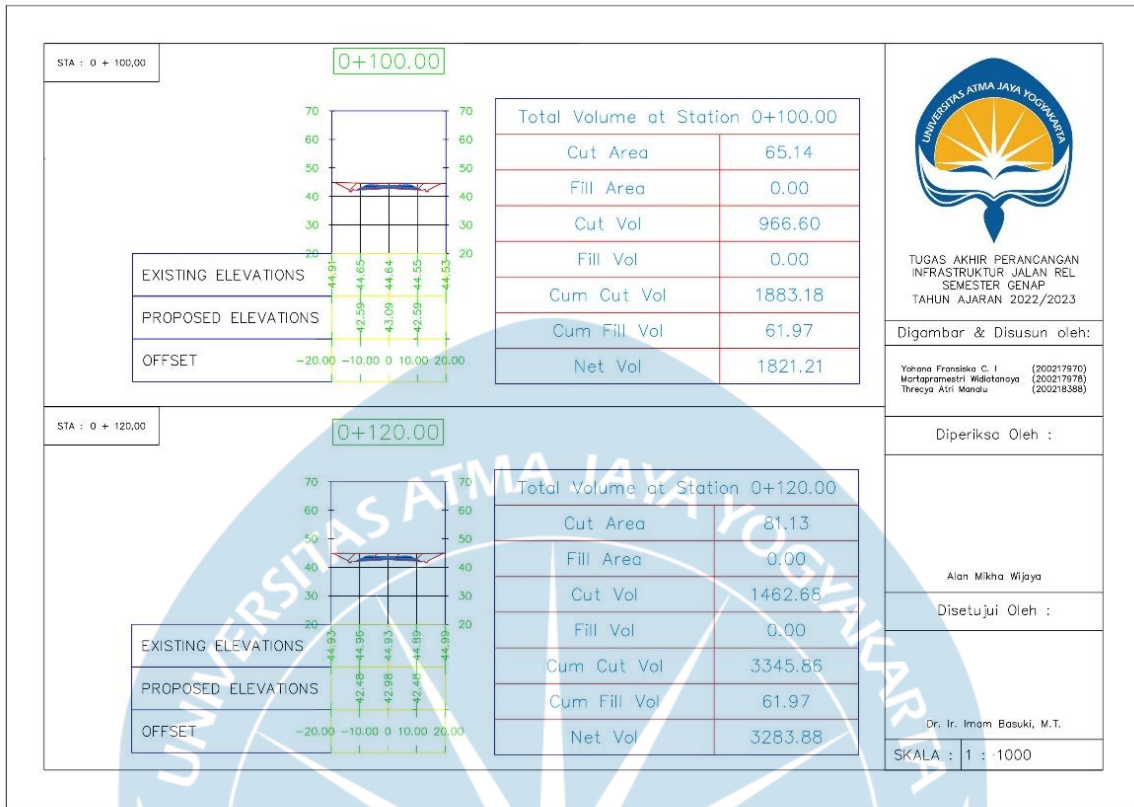 STA : 0 + 100,00
0+100.00
70 70
60 60
50 50
40 40
30 30
20 20
EXISTING ELEVATIONS 44.91 44.65 44.64 44.55 44.53
PROPOSED ELEVATIONS 42.59 43.09 42.59
OFFSET -20.00 -10.00 0 10.00 20.00
Total Volume at Station 0+100.00
Cut Area 65.14
Fill Area 0.00
Cut Vol 966.60
Fill Vol 0.00
Cum Cut Vol 1883.18
Cum Fill Vol 61.97
Net Vol 1821.21
STA : 0 + 120,00
0+120.00
70 70
60 60
50 50
40 40
30 30
20 20
EXISTING ELEVATIONS 44.93 44.96 44.93 44.89 44.99
PROPOSED ELEVATIONS 42.48 42.98 42.48
OFFSET -20.00 -10.00 0 10.00 20.00
Total Volume at Station 0+120.00
Cut Area 81.13
Fill Area 0.00
Cut Vol 1462.68
Fill Vol 0.00
Cum Cut Vol 3345.86
Cum Fill Vol 61.97
Net Vol 3283.88
UNIVERSITAS ATMA JAYA YOGYAKARTA
UNIVERSITAS ATMA JAYA YOGYAKARTA
TUGAS AKHIR PERANCANGAN
INFRASTRUKTUR JALAN REL
SEMESTER GENAP
TAHUN AJARAN 2022/2023
Digambar & Disusun oleh:
Yohana Fransiska C. I (200217970)
Martapramestri Widiatanaya (200217978)
Threcya Atri Manalu (200218388)
Diperiksa Oleh :
Alan Mikha Wijaya
Disetujui Oleh :
Dr. Ir. Imam Basuki, M.T.
SKALA : 1 : 1000